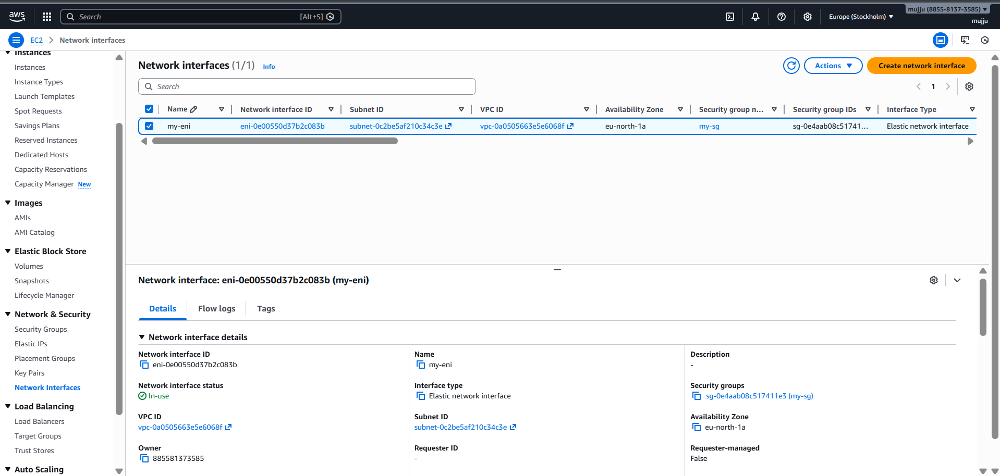 aws
Search [Alt+S]
Europe (Stockholm)
mujju (8855-8137-3585)
mujju
EC2 Network interfaces
Instances
Instances
Instance Types
Launch Templates
Spot Requests
Savings Plans
Reserved Instances
Dedicated Hosts
Capacity Reservations
Capacity Manager New
Images
AMIs
AMI Catalog
Elastic Block Store
Volumes
Snapshots
Lifecycle Manager
Network & Security
Security Groups
Elastic IPs
Placement Groups
Key Pairs
Network Interfaces
Load Balancing
Load Balancers
Target Groups
Trust Stores
Auto Scaling
Network interfaces (1/1) Info
Actions
Create network interface
Search
1
Name Network interface ID Subnet ID VPC ID Availability Zone Security group n... Security group IDs Interface Type
my-eni eni-0e00550d37b2c083b subnet-0c2be5af210c34c3e vpc-0a0505663e5e6068f eu-north-1a my-sg sg-0e4aab08c51741... Elastic network interface
Network interface: eni-0e00550d37b2c083b (my-eni)
Details Flow logs Tags
Network interface details
Network interface ID
eni-0e00550d37b2c083b
Name
my-eni
Description
-
Network interface status
In-use
Interface type
Elastic network interface
Security groups
sg-0e4aab08c517411e3 (my-sg)
VPC ID
vpc-0a0505663e5e6068f
Subnet ID
subnet-0c2be5af210c34c3e
Availability Zone
eu-north-1a
Owner
885581373585
Requester ID
-
Requester-managed
False